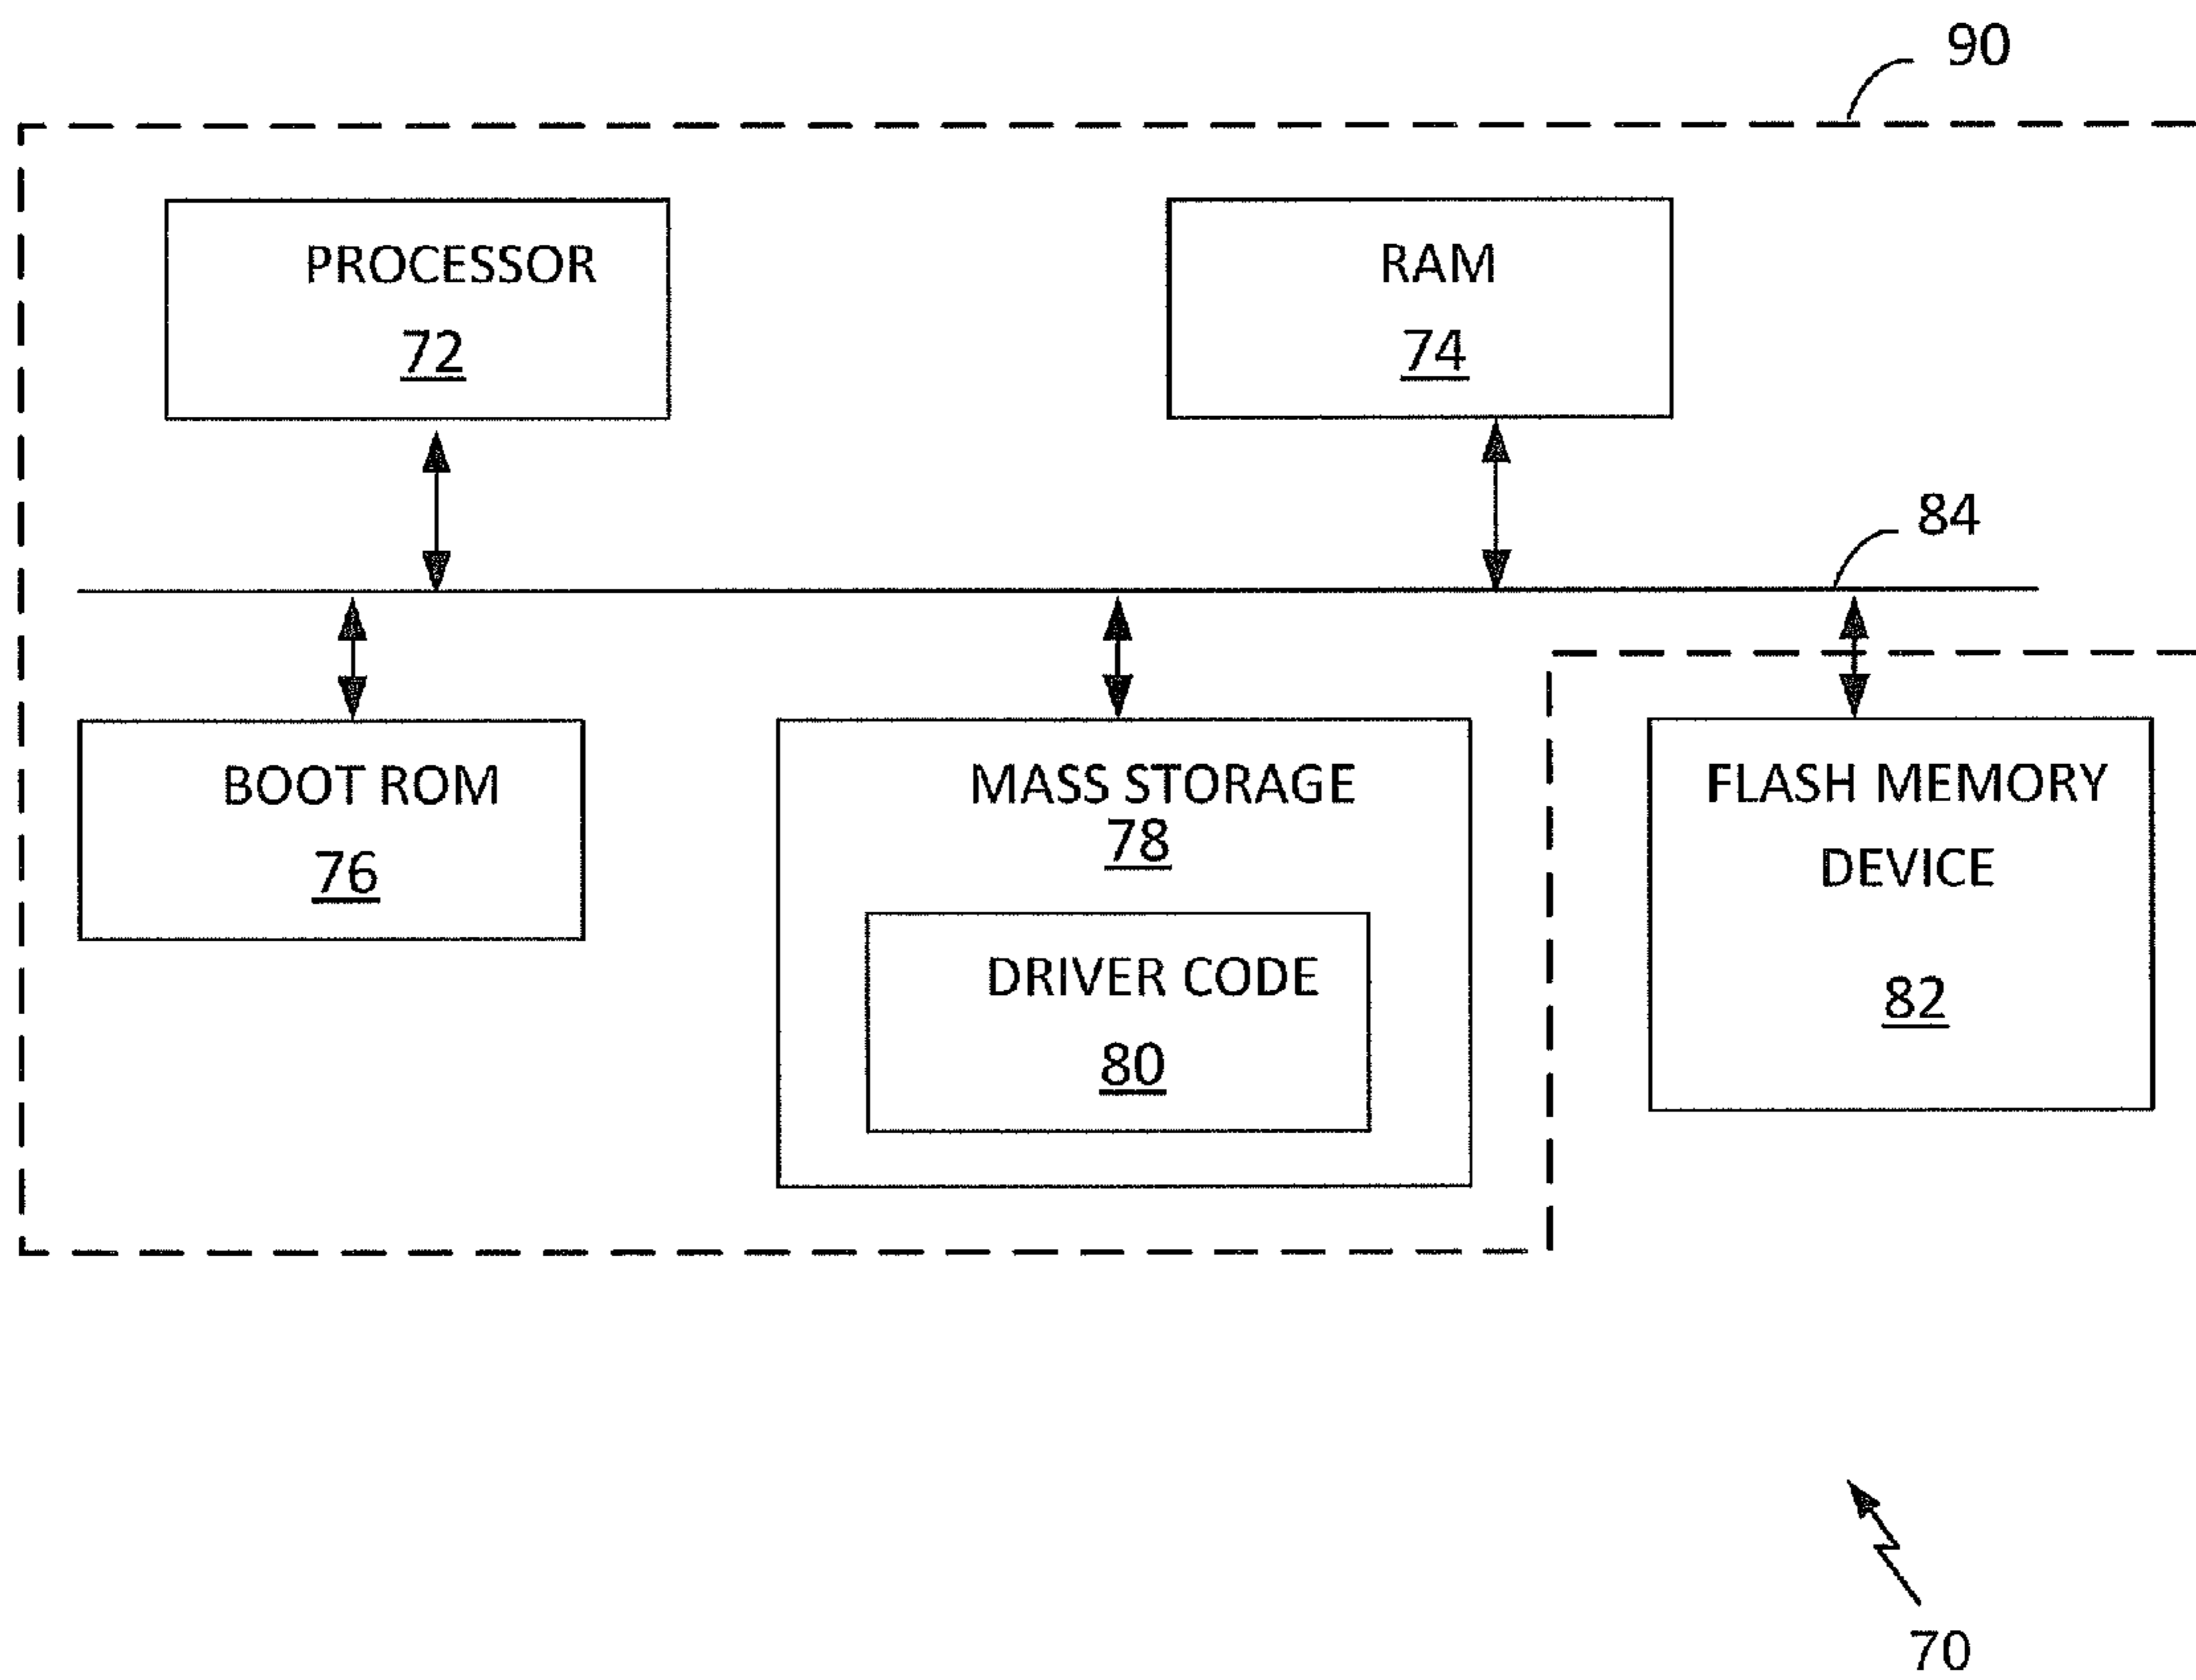 90
PROCESSOR
72
RAM
74
84
BOOT ROM
76
MASS STORAGE
78
DRIVER CODE
80
FLASH MEMORY
DEVICE
82
70